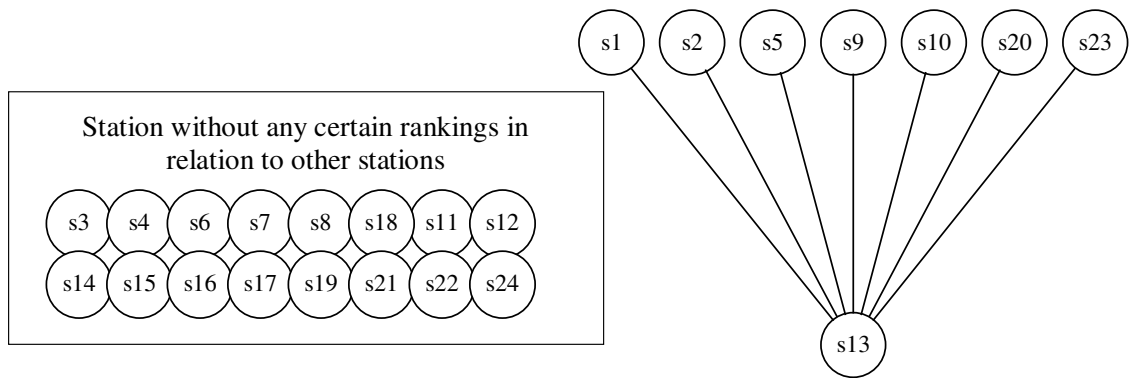 s1 s2 s5 s9 s10 s20 s23
Station without any certain rankings in
relation to other stations
s3 s4 s6 s7 s8 s18 s11 s12
s14 s15 s16 s17 s19 s21 s22 s24
s13